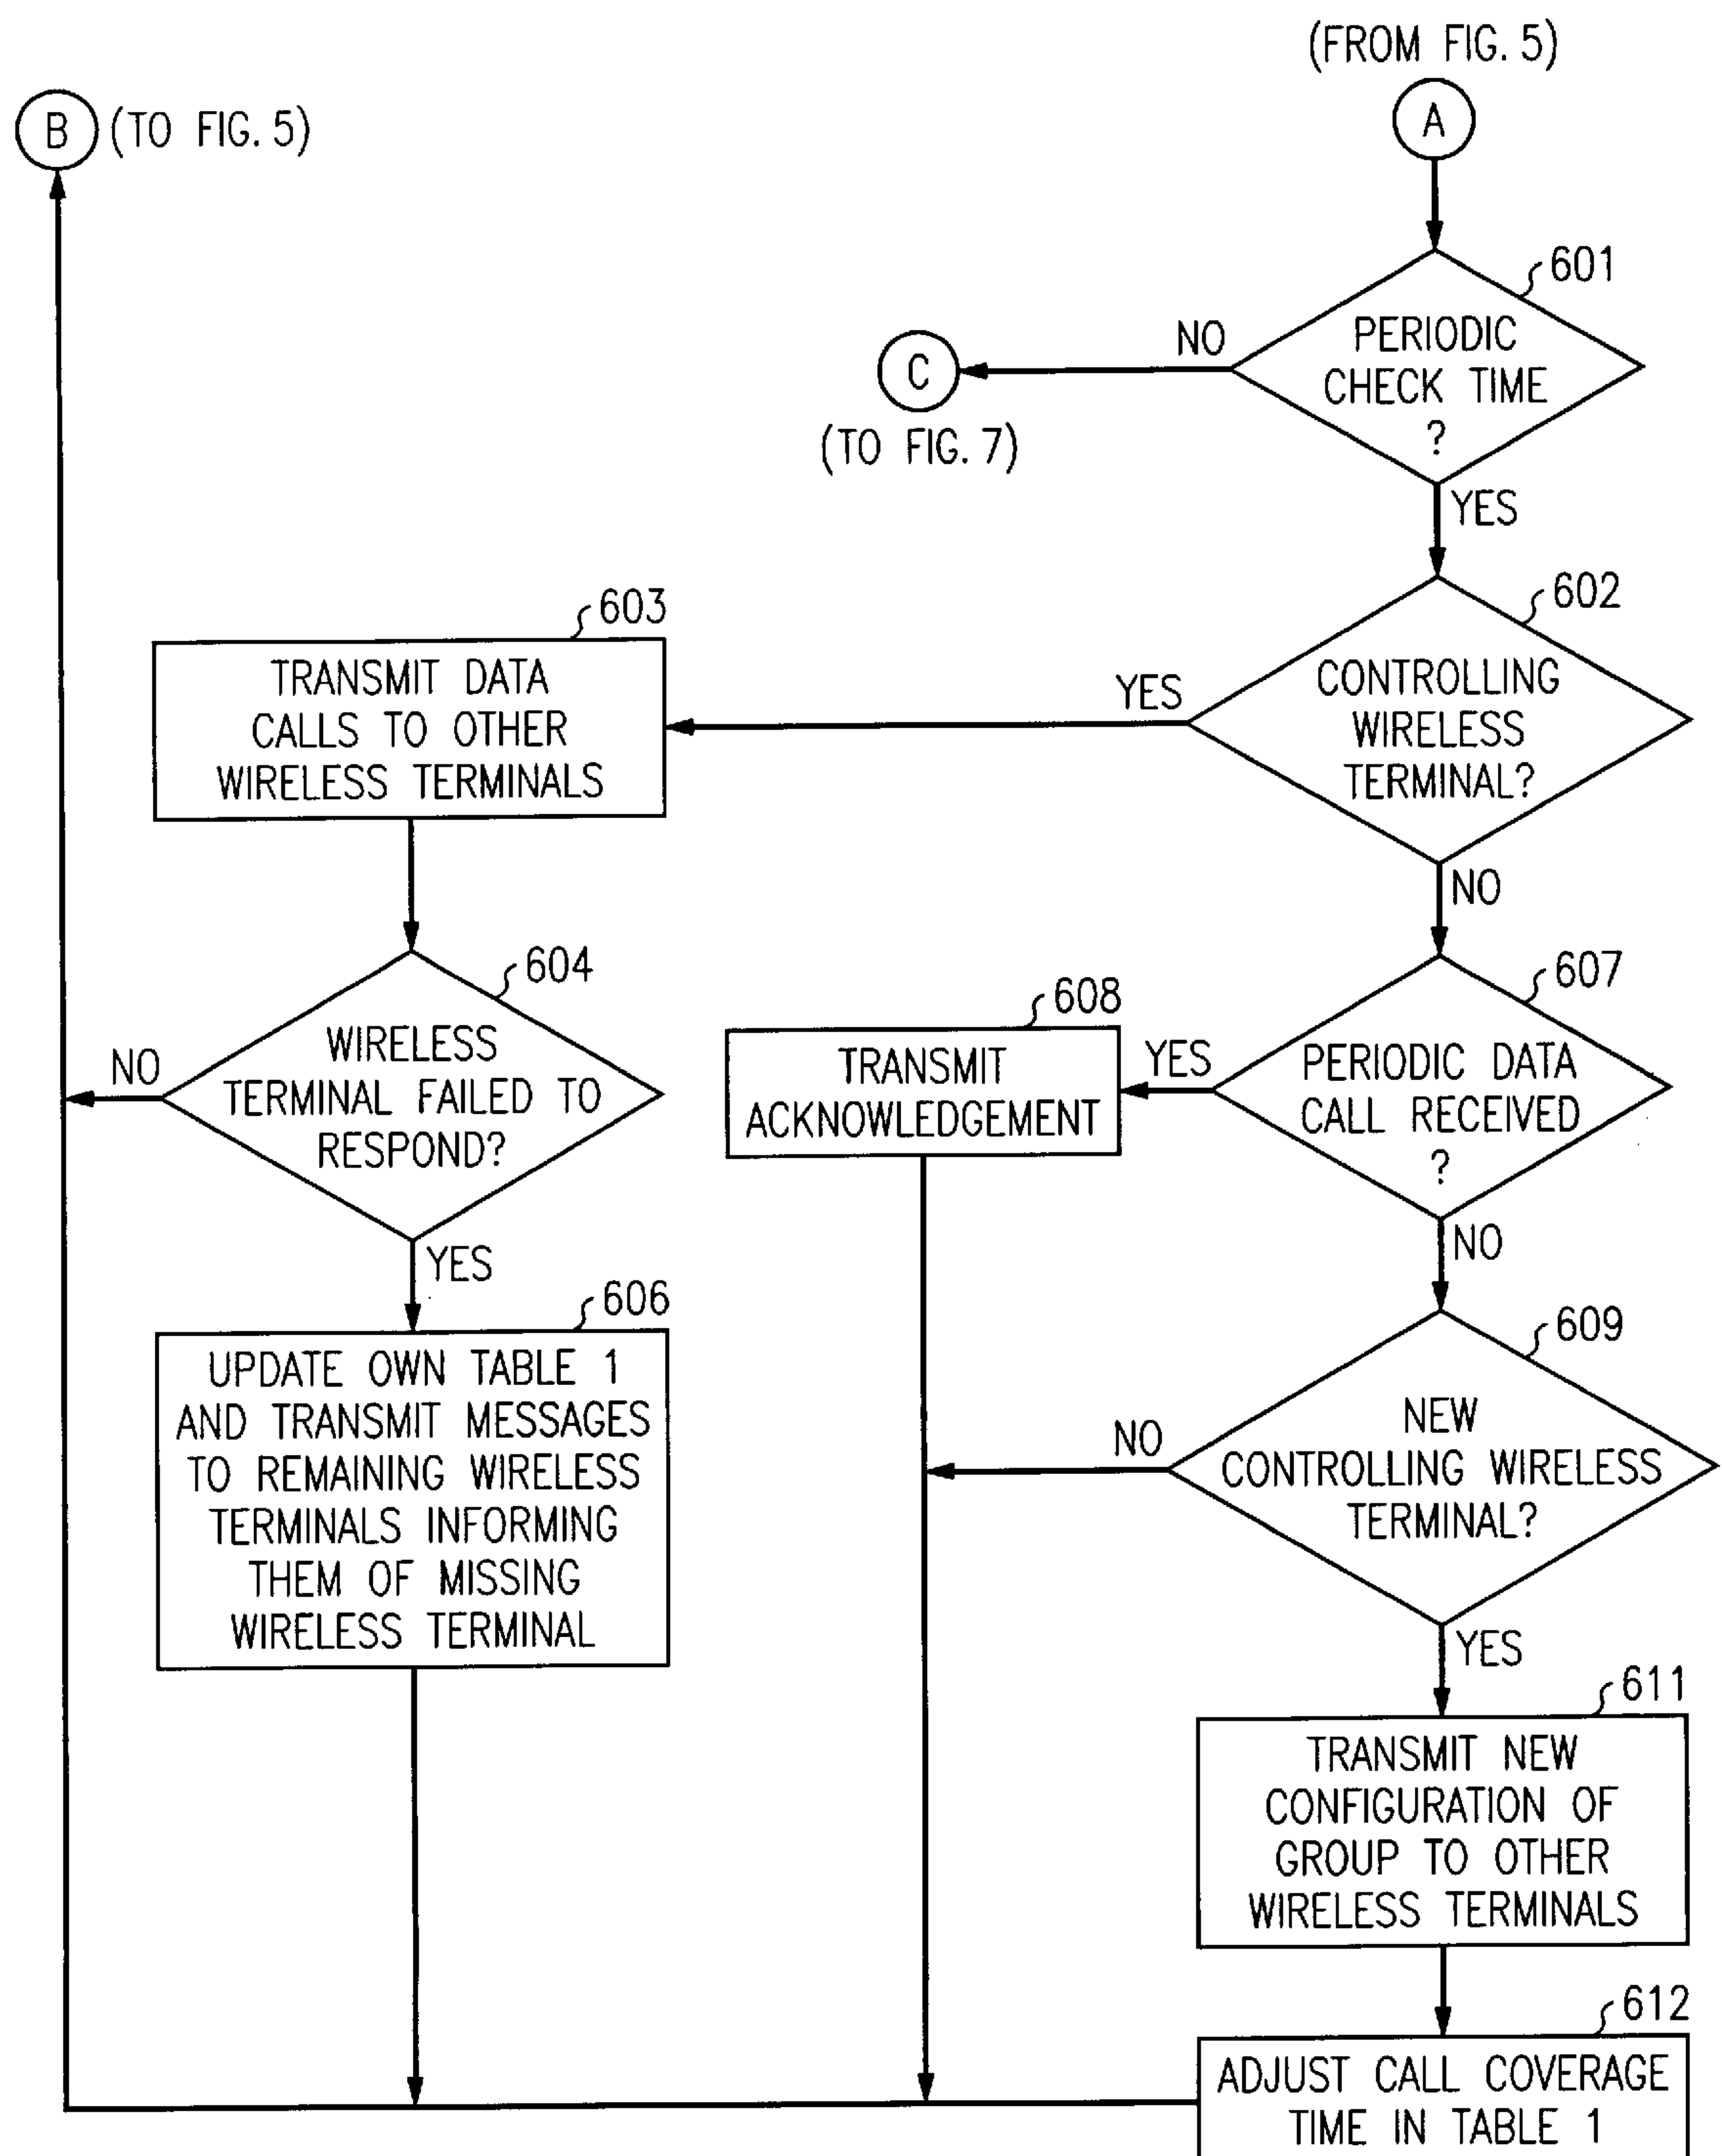 (FROM FIG. 5)
A
B (TO FIG. 5)
601
PERIODIC
CHECK TIME
?
NO
C
(TO FIG. 7)
YES
602
CONTROLLING
WIRELESS
TERMINAL?
YES
603
TRANSMIT DATA
CALLS TO OTHER
WIRELESS TERMINALS
NO
604
WIRELESS
TERMINAL FAILED TO
RESPOND?
NO
YES
606
UPDATE OWN TABLE 1
AND TRANSMIT MESSAGES
TO REMAINING WIRELESS
TERMINALS INFORMING
THEM OF MISSING
WIRELESS TERMINAL
607
PERIODIC DATA
CALL RECEIVED
?
YES
608
TRANSMIT
ACKNOWLEDGEMENT
NO
609
NEW
CONTROLLING WIRELESS
TERMINAL?
NO
YES
611
TRANSMIT NEW
CONFIGURATION OF
GROUP TO OTHER
WIRELESS TERMINALS
612
ADJUST CALL COVERAGE
TIME IN TABLE 1